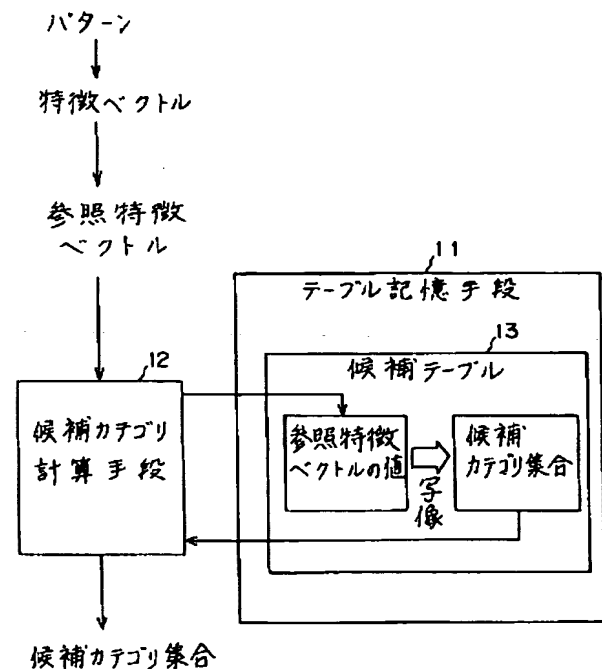 パターン
特徴ベクトル
参照特徴
ベクトル
11
テーブル記憶手段
13
候補テーブル
12
候補カテゴリ
計算手段
参照特徴
ベクトルの値
写像
候補
カテゴリ集合
候補カテゴリ集合